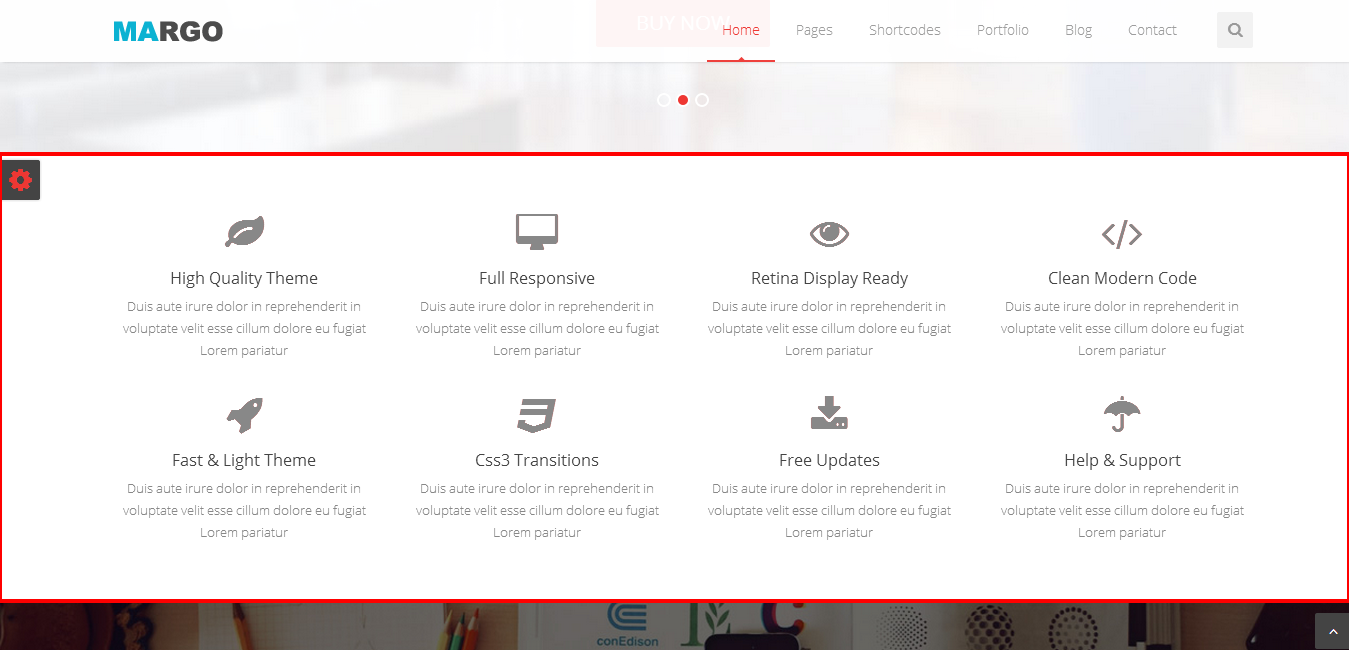 BUY NOW
MARGO
Home
Pages
Shortcodes
Portfolio
Blog
Contact
High Quality Theme
Duis aute irure dolor in reprehenderit in
voluptate velit esse cillum dolore eu fugiat
Lorem pariatur
Full Responsive
Duis aute irure dolor in reprehenderit in
voluptate velit esse cillum dolore eu fugiat
Lorem pariatur
Retina Display Ready
Duis aute irure dolor in reprehenderit in
voluptate velit esse cillum dolore eu fugiat
Lorem pariatur
Clean Modern Code
Duis aute irure dolor in reprehenderit in
voluptate velit esse cillum dolore eu fugiat
Lorem pariatur
Fast & Light Theme
Duis aute irure dolor in reprehenderit in
voluptate velit esse cillum dolore eu fugiat
Lorem pariatur
Css3 Transitions
Duis aute irure dolor in reprehenderit in
voluptate velit esse cillum dolore eu fugiat
Lorem pariatur
Free Updates
Duis aute irure dolor in reprehenderit in
voluptate velit esse cillum dolore eu fugiat
Lorem pariatur
Help & Support
Duis aute irure dolor in reprehenderit in
voluptate velit esse cillum dolore eu fugiat
Lorem pariatur
conEdison